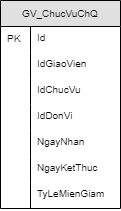 GV_ChucVuChQ
PK Id
IdGiaoVien
IdChucVu
IdDonVi
NgayNhan
NgayKetThuc
TyLeMienGiam